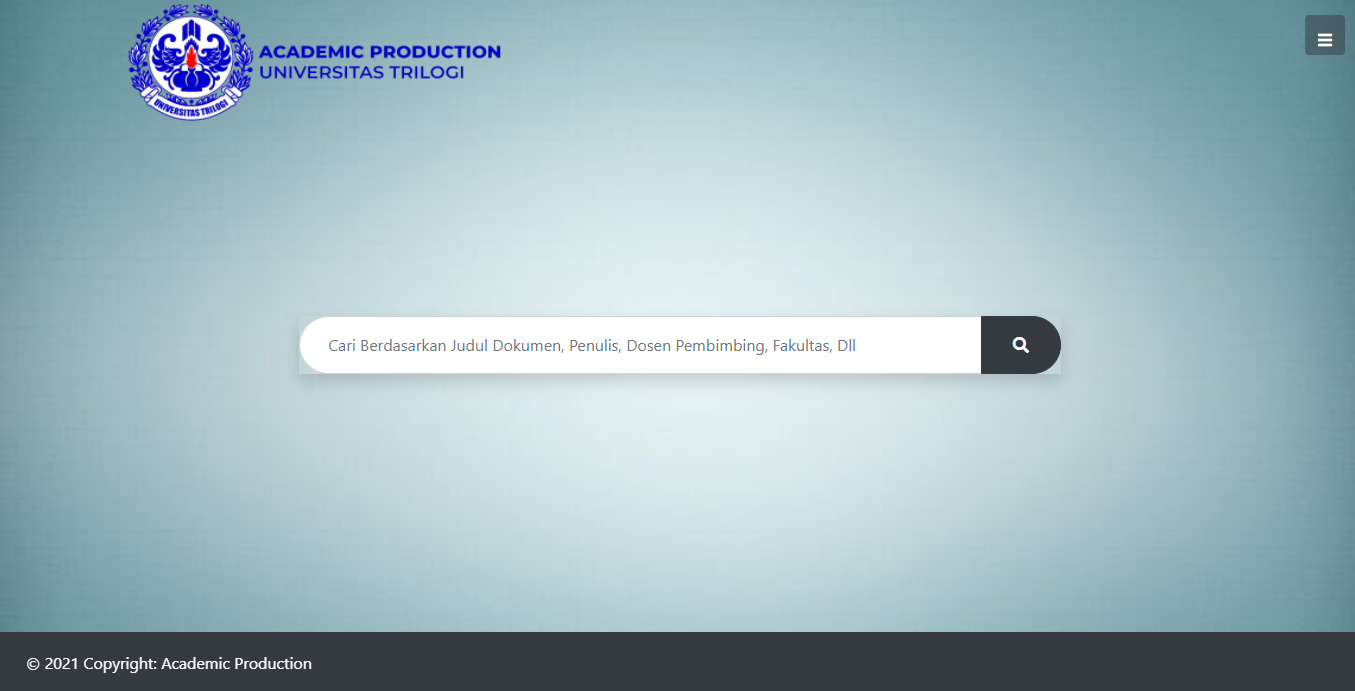 ACADEMIC PRODUCTION
UNIVERSITAS TRILOGI
UNIVERSITAS TRILOGI
Cari Berdasarkan Judul Dokumen, Penulis, Dosen Pembimbing, Fakultas, Dll
© 2021 Copyright: Academic Production